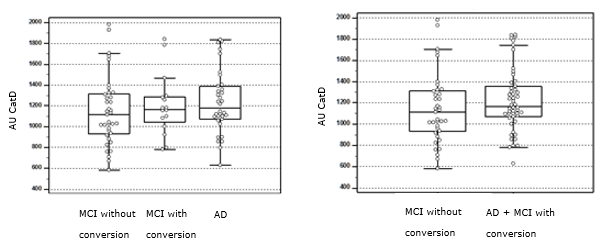 2000
1800
1600
1400
1200
1000
800
600
400
AU CatD
MCI without
conversion
MCI with
conversion
AD
2000
1800
1600
1400
1200
1000
800
600
400
AU CatD
MCI without
conversion
AD + MCI with
conversion